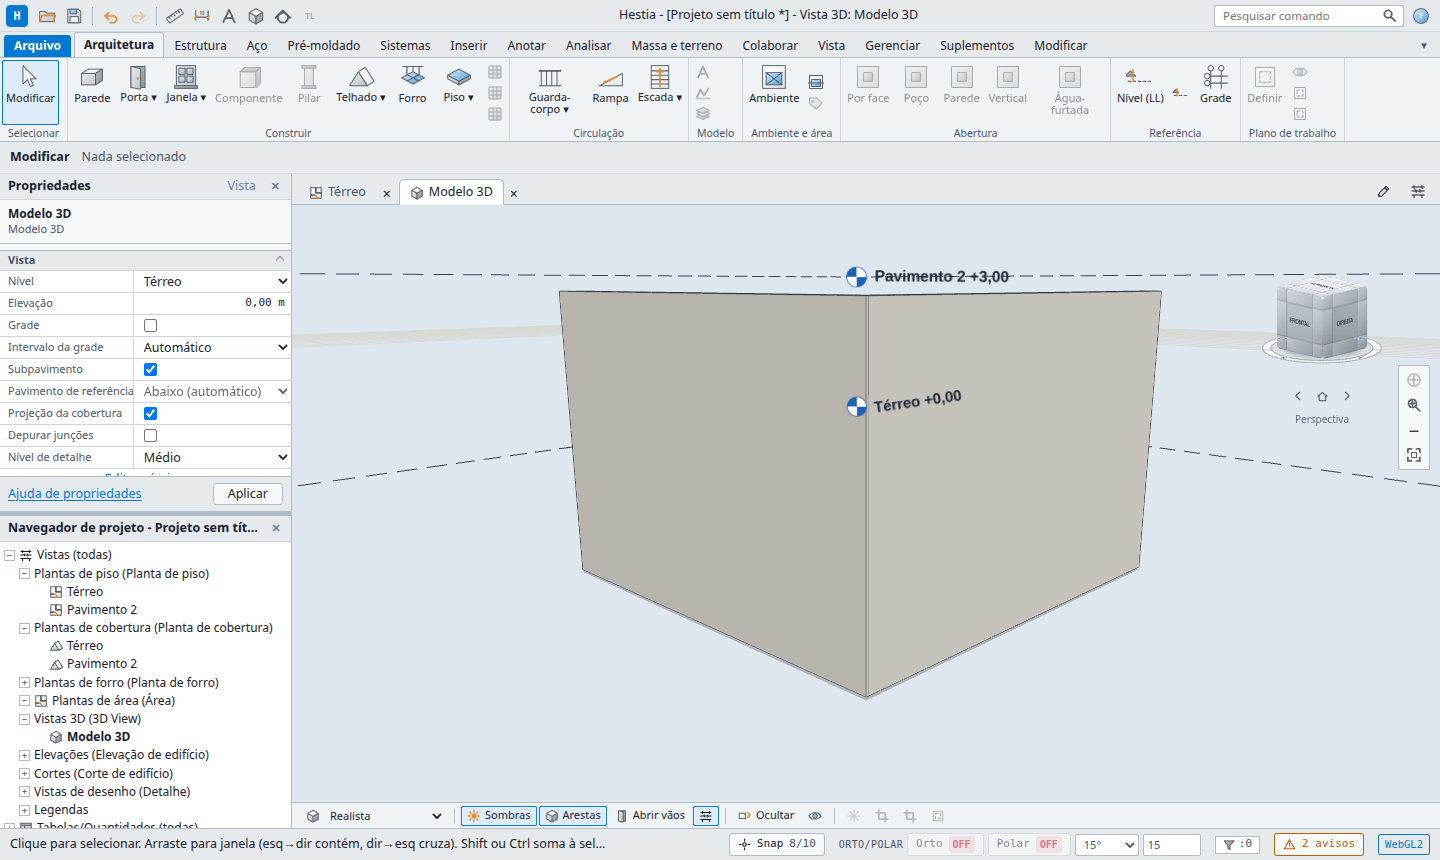 H
TL
Hestia - [Projeto sem título *] - Vista 3D: Modelo 3D
Pesquisar comando
?
Arquivo Arquitetura Estrutura Aço Pré-moldado Sistemas Inserir Anotar Analisar Massa e terreno Colaborar Vista Gerenciar Suplementos Modificar
Modificar Parede Porta ▾ Janela ▾ Componente Pilar Telhado ▾ Forro Piso ▾ Guarda-corpo ▾ Rampa Escada ▾ Ambiente Por face Poço Parede Vertical Água-furtada Nível (LL) Grade Definir
Selecionar Construir Circulação Modelo Ambiente e área Abertura Referência Plano de trabalho
Modificar Nada selecionado
Propriedades Vista ×
Modelo 3D
Modelo 3D
Vista
Nível Térreo
Elevação 0,00 m
Grade
Intervalo da grade Automático
Subpavimento
Pavimento de referência Abaixo (automático)
Projeção da cobertura
Depurar junções
Nível de detalhe Médio
Ajuda de propriedades Aplicar
Navegador de projeto - Projeto sem tít... ×
Vistas (todas)
Plantas de piso (Planta de piso)
Térreo
Pavimento 2
Plantas de cobertura (Planta de cobertura)
Térreo
Pavimento 2
Plantas de forro (Planta de forro)
Plantas de área (Área)
Vistas 3D (3D View)
Modelo 3D
Elevações (Elevação de edifício)
Cortes (Corte de edifício)
Vistas de desenho (Detalhe)
Legendas
Tabelas/Quantidades (todas)
Térreo × Modelo 3D ×
Pavimento 2 +3,00
Térreo +0,00
FRONTAL DIREITA
Perspectiva
Realista Sombras Arestas Abrir vãos Ocultar
Clique para selecionar. Arraste para janela (esq→dir contém, dir→esq cruza). Shift ou Ctrl soma à sel...
Snap 8/10 ORTO/POLAR Orto OFF Polar OFF 15° 15 :0 2 avisos WebGL2